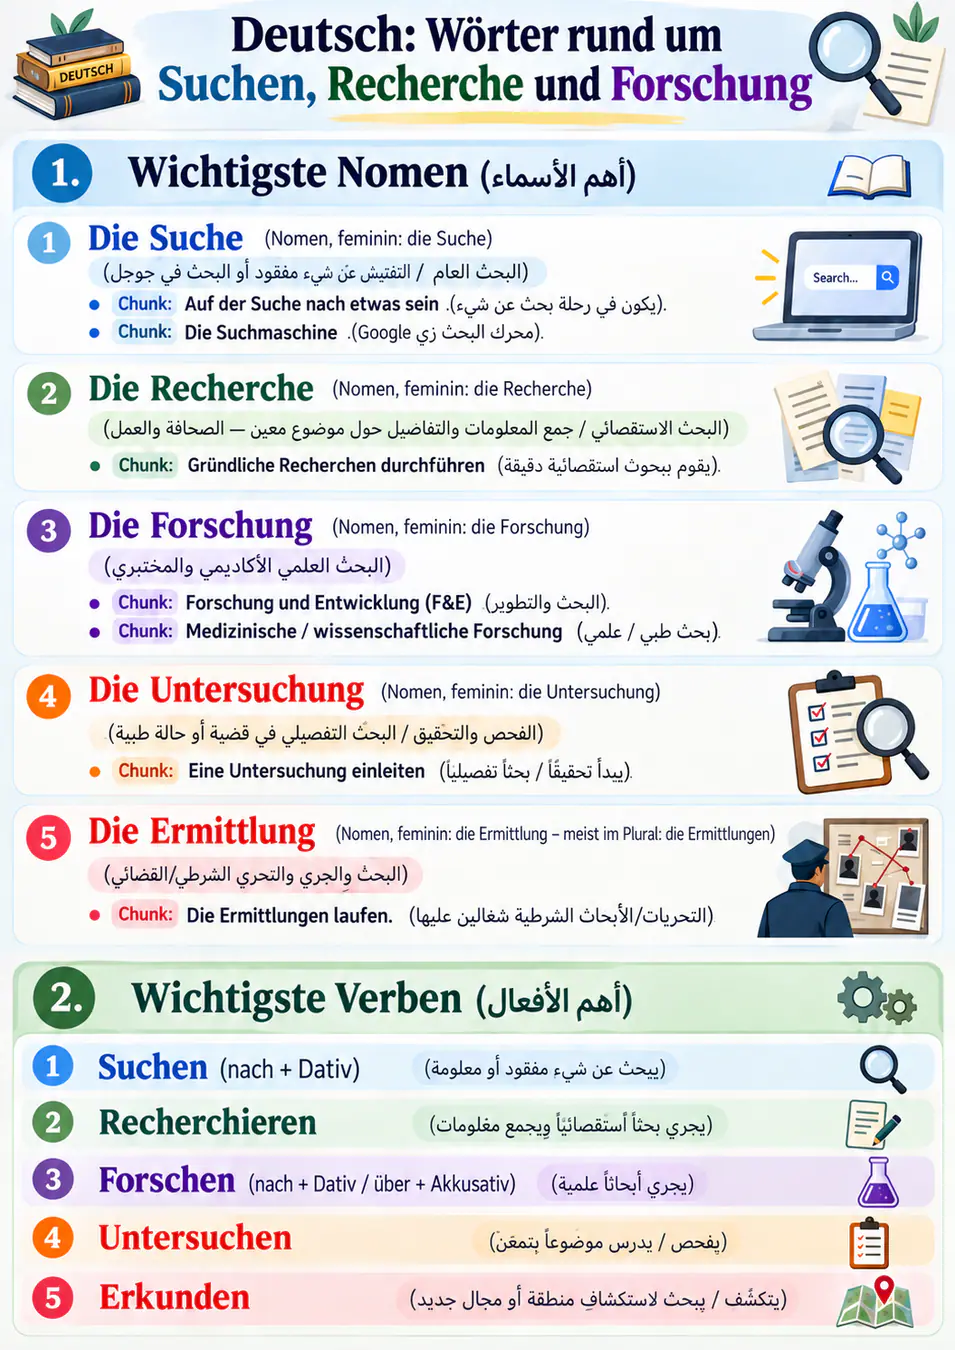 DEUTSCH
Deutsch: Wörter rund um
Suchen, Recherche und Forschung
1. Wichtigste Nomen (أهم الأسماء)
1 Die Suche (Nomen, feminin: die Suche)
(البحث العام / التفتيش عن شيء مفقود أو البحث في جوجل)
Search...
• Chunk: Auf der Suche nach etwas sein (يكون في رحلة بحث عن شيء).
• Chunk: Die Suchmaschine (محرك البحث زي Google).
2 Die Recherche (Nomen, feminin: die Recherche)
(البحث الاستقصائي / جمع المعلومات والتفاصيل حول موضوع معين — الصحافة والعمل)
• Chunk: Gründliche Recherchen durchführen (يقوم ببحوث استقصائية دقيقة).
3 Die Forschung (Nomen, feminin: die Forschung)
(البحث العلمي الأكاديمي والمختبري)
• Chunk: Forschung und Entwicklung (F&E) (البحث والتطوير).
• Chunk: Medizinische / wissenschaftliche Forschung (بحث طبي / علمي).
4 Die Untersuchung (Nomen, feminin: die Untersuchung)
(الفحص والتحقيق / البحث التفصيلي في قضية أو حالة طبية).
• Chunk: Eine Untersuchung einleiten (يبدأ تحقيقًا / بحثاً تفصيلياً).
5 Die Ermittlung (Nomen, feminin: die Ermittlung – meist im Plural: die Ermittlungen)
(البحث والجري والتحري الشرطي/القضائي)
• Chunk: Die Ermittlungen laufen. (التحريات/الأبحاث الشرطية شغالين عليها)
2. Wichtigste Verben (أهم الأفعال)
1 Suchen (nach + Dativ) (يبحث عن شيء مفقود أو معلومة)
2 Recherchieren (يجري بحثاً أستقصائيًا ويجمع مغلومات)
3 Forschen (nach + Dativ / über + Akkusativ) (يجري أبحاثاً علمية)
4 Untersuchen (يفحص / يدرس موضوعاً بتمعن)
5 Erkunden (يتكشف / يبحث لاستكشاف منطقة أو مجال جديد)